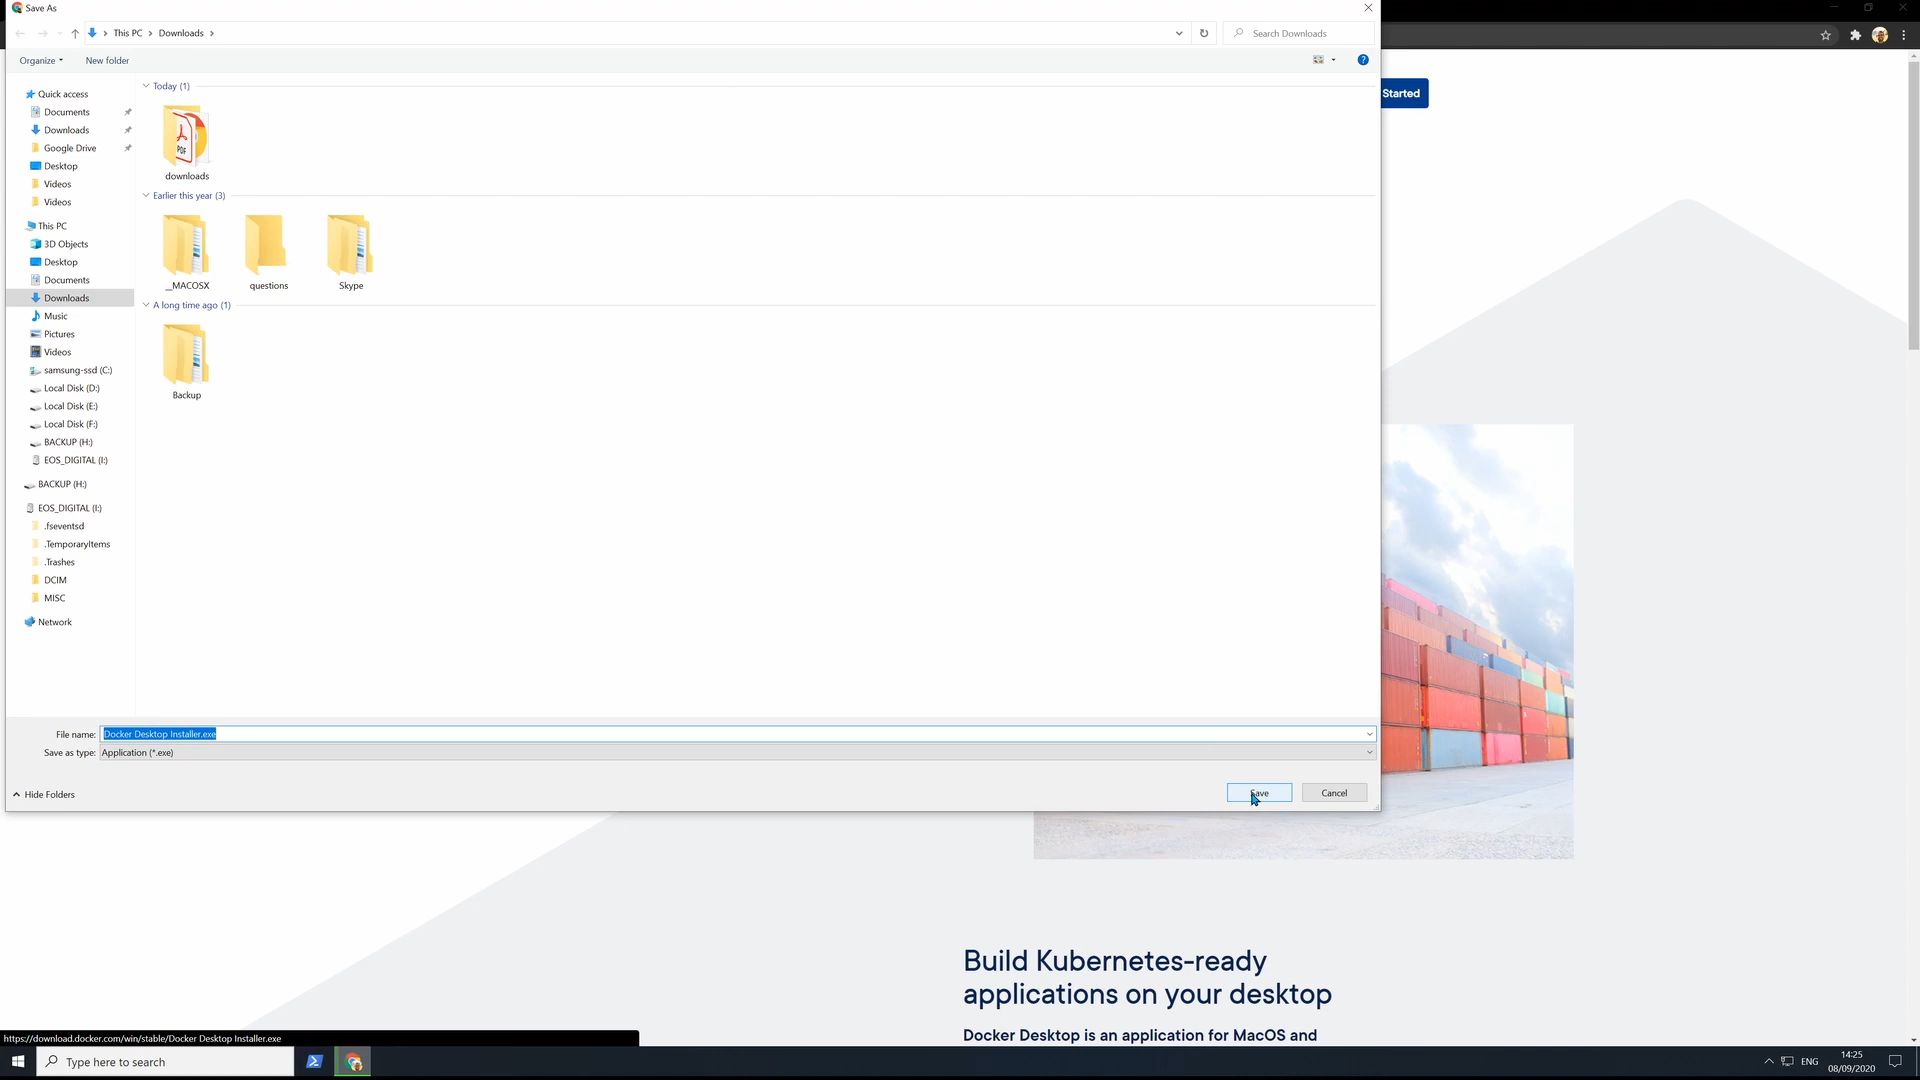 Save As
This PC
Downloads
Search Downloads
Organize
New folder
Started
Quick access
Documents
Downloads
Google Drive
Desktop
Videos
Videos
This PC
3D Objects
Desktop
Documents
Downloads
Music
Pictures
Videos
samsung-ssd (C:)
Local Disk (D:)
Local Disk (E:)
Local Disk (F:)
BACKUP (H:)
EOS_DIGITAL (I:)
BACKUP (H:)
EOS_DIGITAL (I:)
.fseventsd
.TemporaryItems
.Trashes
DCIM
MISC
Network
Today (1)
PDF
downloads
Earlier this year (3)
__MACOSX
questions
Skype
A long time ago (1)
Backup
File name: Docker Desktop Installer.exe
Save as type: Application (*.exe)
Hide Folders
Save
Cancel
Build Kubernetes-ready
applications on your desktop
Docker Desktop is an application for MacOS and
https://download.docker.com/win/stable/Docker Desktop Installer.exe
Type here to search
ENG
14:25
08/09/2020